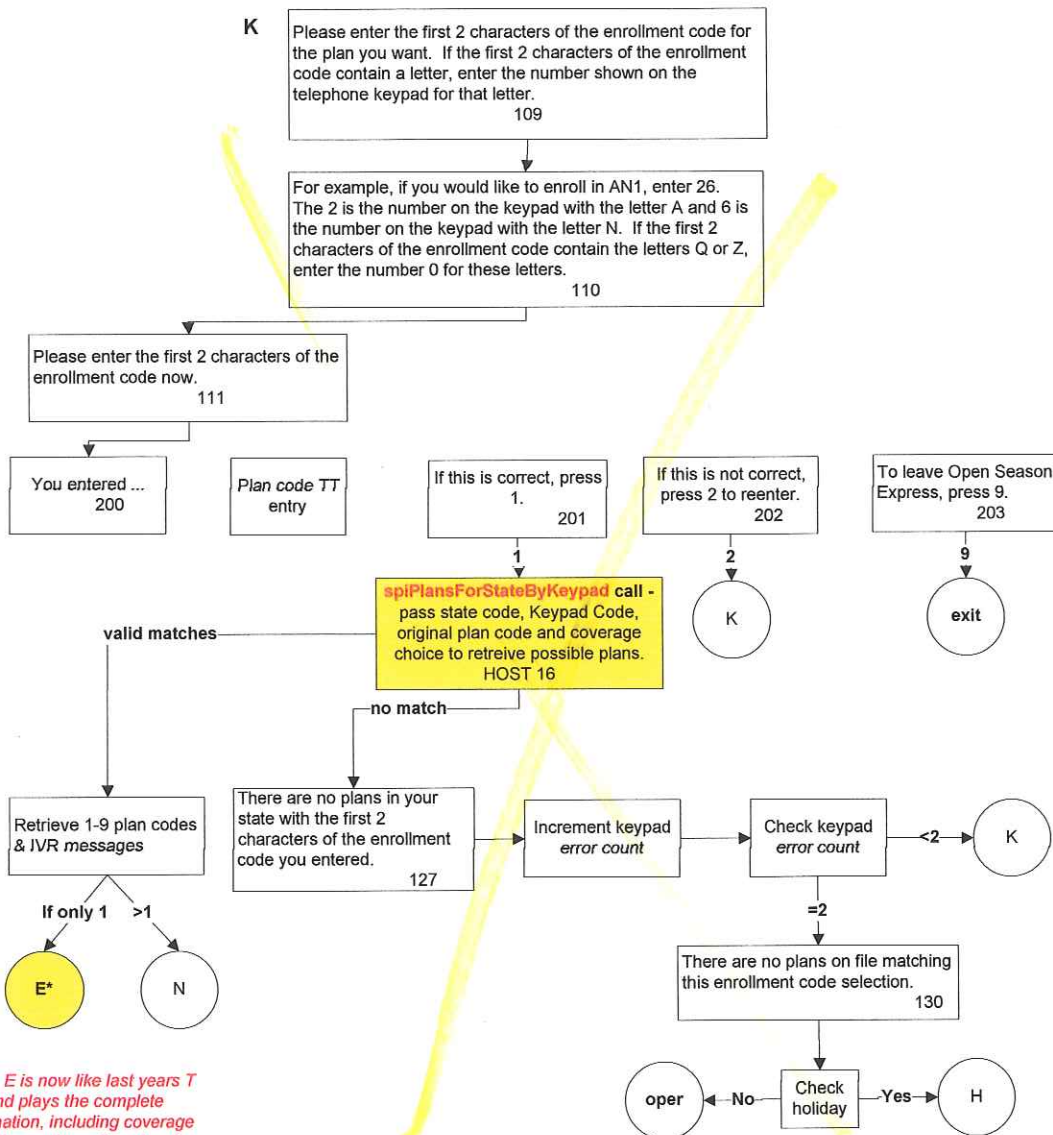 K
Please enter the first 2 characters of the enrollment code for
the plan you want. If the first 2 characters of the enrollment
code contain a letter, enter the number shown on the
telephone keypad for that letter.
109
For example, if you would like to enroll in AN1, enter 26.
The 2 is the number on the keypad with the letter A and 6 is
the number on the keypad with the letter N. If the first 2
characters of the enrollment code contain the letters Q or Z,
enter the number 0 for these letters.
110
Please enter the first 2 characters of the
enrollment code now.
111
You entered ...
200
Plan code TT
entry
If this is correct, press
1.
201
If this is not correct,
press 2 to reenter.
202
To leave Open Season
Express, press 9.
203
1
2
9
spiPlansForStateByKeypad call -
pass state code, Keypad Code,
original plan code and coverage
choice to retreive possible plans.
HOST 16
K
exit
valid matches
no match
Retrieve 1-9 plan codes
& IVR messages
There are no plans in your
state with the first 2
characters of the enrollment
code you entered.
127
Increment keypad
error count
Check keypad
error count
<2
K
If only 1
>1
=2
E*
N
There are no plans on file matching
this enrollment code selection.
130
oper
No
Check
holiday
Yes
H
E is now like last years T
nd plays the complete
nation, including coverage